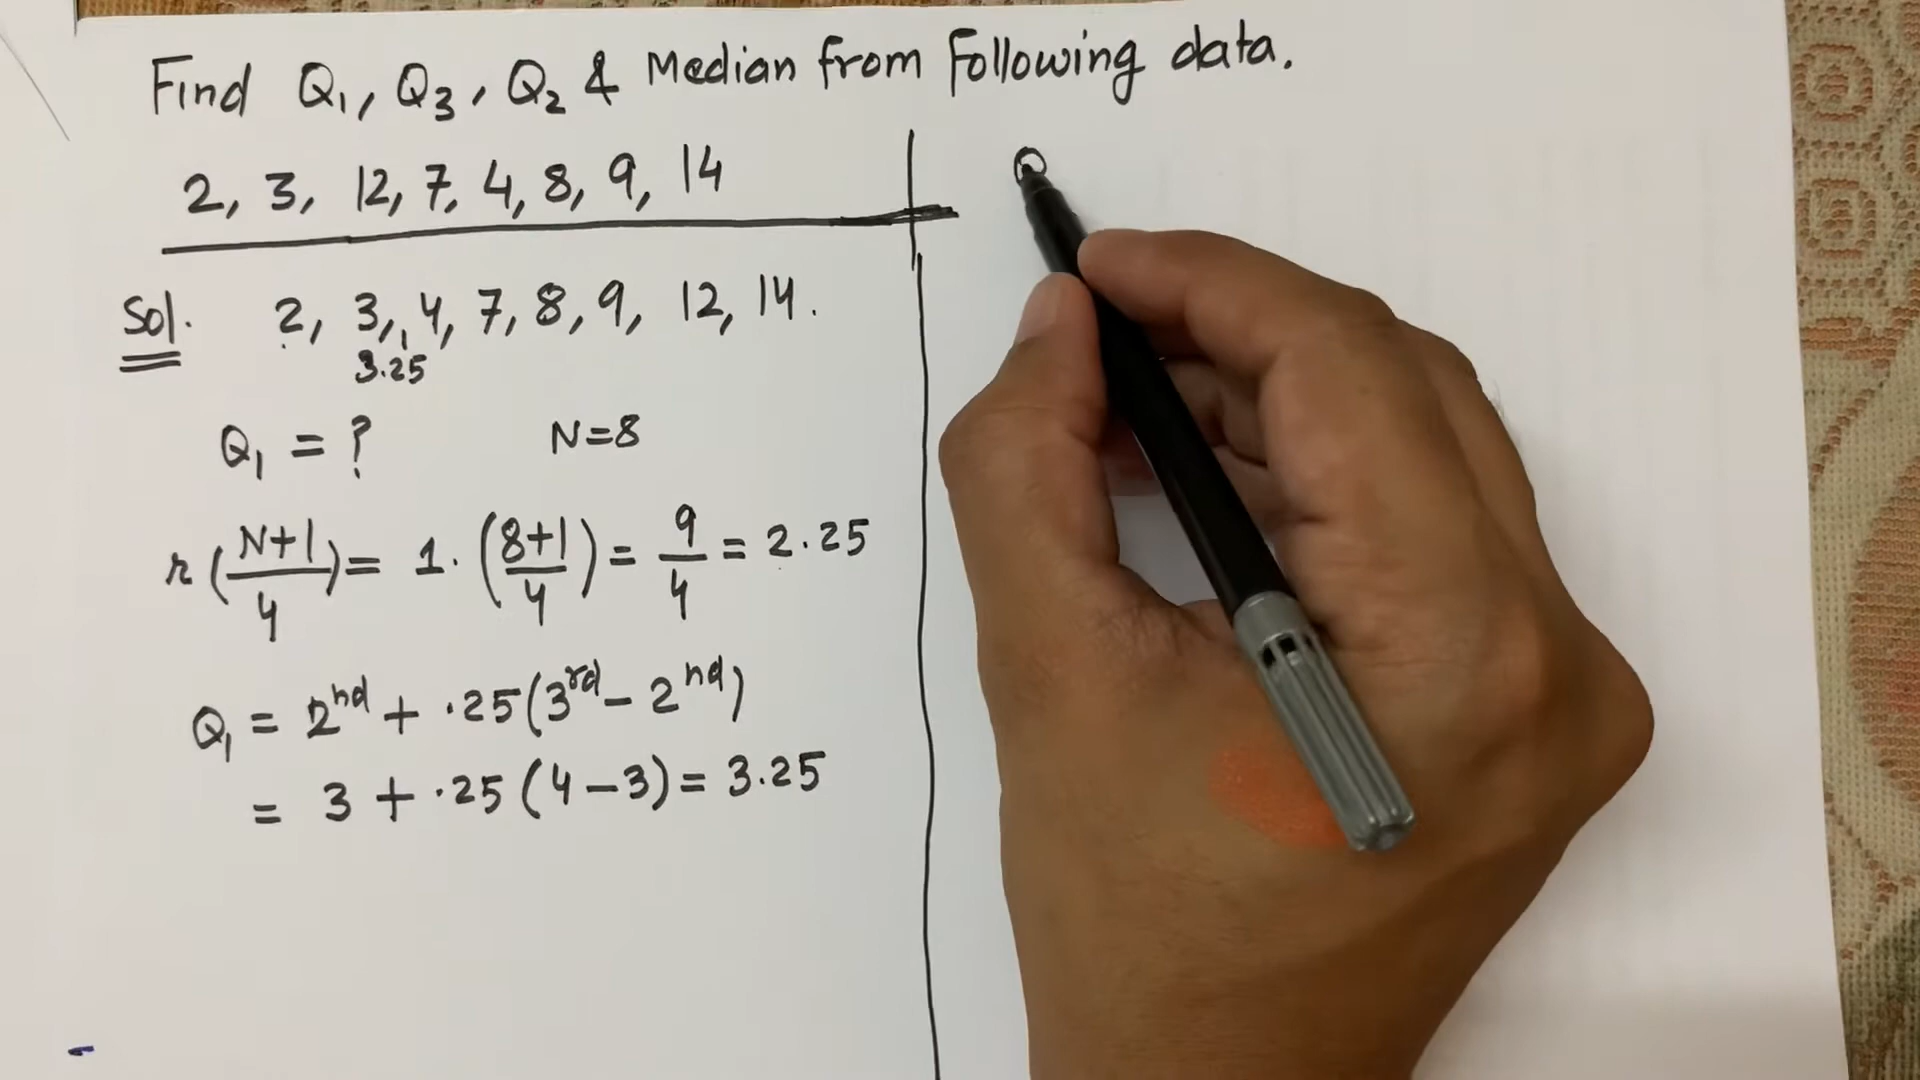 Find Q₁, Q₃, Q₂ & Median from Following data.
2, 3, 12, 7, 4, 8, 9, 14
Sol. 2, 3, 4, 7, 8, 9, 12, 14.
3.25
Q₁ = ? N=8
r(N+1/4) = 1. (8+1/4) = 9/4 = 2.25
Q₁ = 2ⁿᵈ + .25(3ʳᵈ - 2ⁿᵈ)
= 3 + .25 (4-3) = 3.25